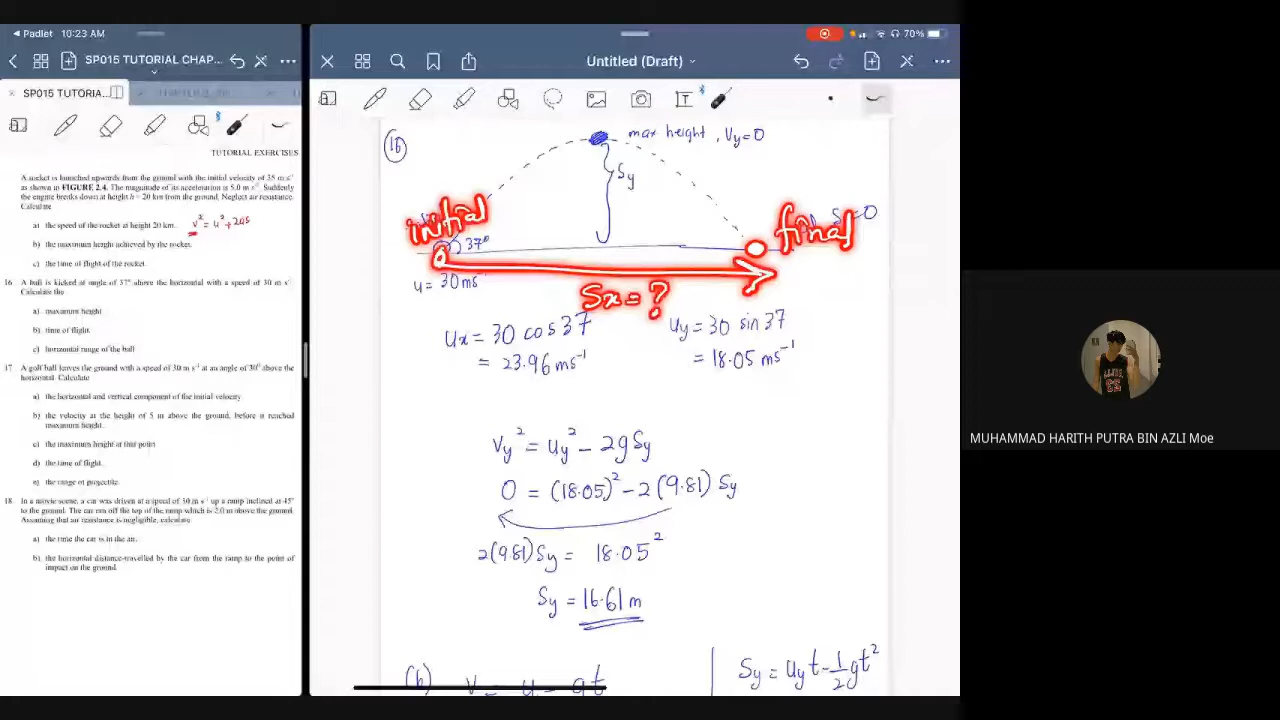 Padlet 10:23 AM
70%
SP015 TUTORIAL CHAP...
Untitled (Draft)
SP015 TUTORIA...
TUTORIAL EXERCISES
A rocket is launched upwards from the ground with the initial velocity of 35 m s⁻¹
as shown in FIGURE 2.4. The magnitude of its acceleration is 5.0 m s⁻². Suddenly
the engine breaks down at height h = 20 km from the ground. Neglect air resistance.
Calculate
a) the speed of the rocket at height 20 km. v² = u² + 2as
b) the maximum height achieved by the rocket.
c) the time of flight of the rocket.
16 A ball is kicked at angle of 37° above the horizontal with a speed of 30 m s
Calculate the
a) maximum height
b) time of flight
c) horizontal range of the ball
17 A golf ball leaves the ground with a speed of 30 m s⁻¹ at an angle of 30° above the
horizontal. Calculate
a) the horizontal and vertical component of the initial velocity
b) the velocity at the height of 5 m above the ground, before it reached
maximum height.
c) the maximum height at that point
d) the time of flight.
e) the range of projectile.
18 In a movie scene, a car was driven at a speed of 30 m s⁻¹ up a ramp inclined at 45°
to the ground. The car ran off the top of the ramp which is 2.0 m above the ground.
Assuming that air resistance is negligible, calculate
a) the time the car is in the air.
b) the horizontal distance travelled by the car from the ramp to the point of
impact on the ground.
16
max height, Vy=0
Sy
initial
final
=0
37°
u = 30ms⁻¹
Sx = ?
Ux = 30 cos37
= 23.96 ms⁻¹
Uy = 30 sin 37
= 18.05 ms⁻¹
Vy² = Uy² - 2gSy
0 = (18.05)² - 2(9.81) Sy
2(9.81)Sy = 18.05²
Sy = 16.61 m
(b)
Sy = Uyt - 1/2 gt²
MUHAMMAD HARITH PUTRA BIN AZLI Moe